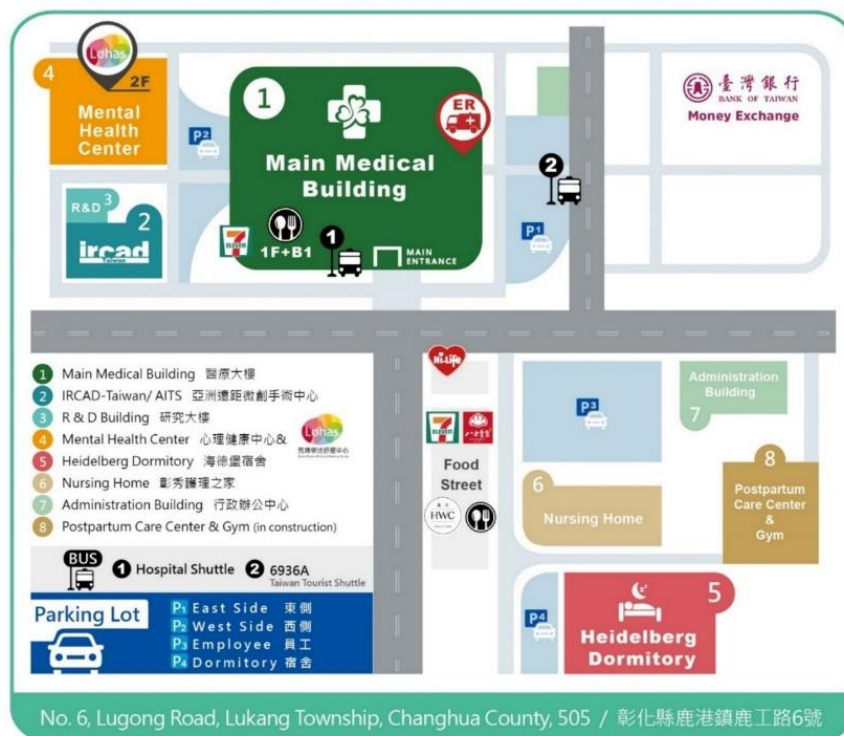 Lohas
2F
4
Mental
Health
Center
P2
1
ER
Main Medical
Building
7
ELEVEN
1F+B1
1
MAIN
ENTRANCE
2
P1
臺灣銀行
BANK OF TAIWAN
Money Exchange
R&D
3
2
ircad
Taiwan
1 Main Medical Building 醫療大樓
2 IRCAD-Taiwan/ AITS 亞洲遠距微創手術中心
3 R & D Building 研究大樓
4 Mental Health Center 心理健康中心&
Lohas
5 Heidelberg Dormitory 海德堡宿舍
6 Nursing Home 彰秀護理之家
7 Administration Building 行政辦公中心
8 Postpartum Care Center & Gym (in construction)
BUS
1 Hospital Shuttle 2 6936A
Taiwan Tourist Shuttle
Parking Lot
P1 East Side 東側
P2 West Side 西側
P3 Employee 員工
P4 Dormitory 宿舍
Hi-Life
7
ELEVEN
Food
Street
HWC
P3
Administration
Building
7
6
Nursing Home
8
Postpartum
Care Center
&
Gym
P4
5
Heidelberg
Dormitory
No. 6, Lugong Road, Lukang Township, Changhua County, 505 / 彰化縣鹿港鎮鹿工路6號